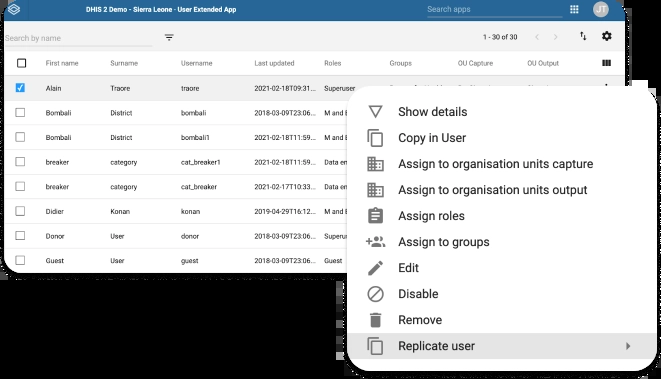 DHIS 2 Demo - Sierra Leone - User Extended App Search apps JT
Search by name 1 - 30 of 30
First name Surname Username Last updated Roles Groups OU Capture OU Output
Alain Traore traore 2021-02-18T09:31... Superuser
Bombali District bombali 2018-03-09T23:06... M and E
Bombali District bombali1 2021-02-18T11:59... M and E
breaker category cat_breaker1 2021-02-18T11:59... Data en
breaker category cat_breaker 2021-02-17T10:33... Data en
Didier Konan konan 2019-04-29T16:12... M and E
Donor User donor 2018-03-09T23:06... Superu
Guest User guest 2018-03-09T23:06... Guest
Show details
Copy in User
Assign to organisation units capture
Assign to organisation units output
Assign roles
Assign to groups
Edit
Disable
Remove
Replicate user